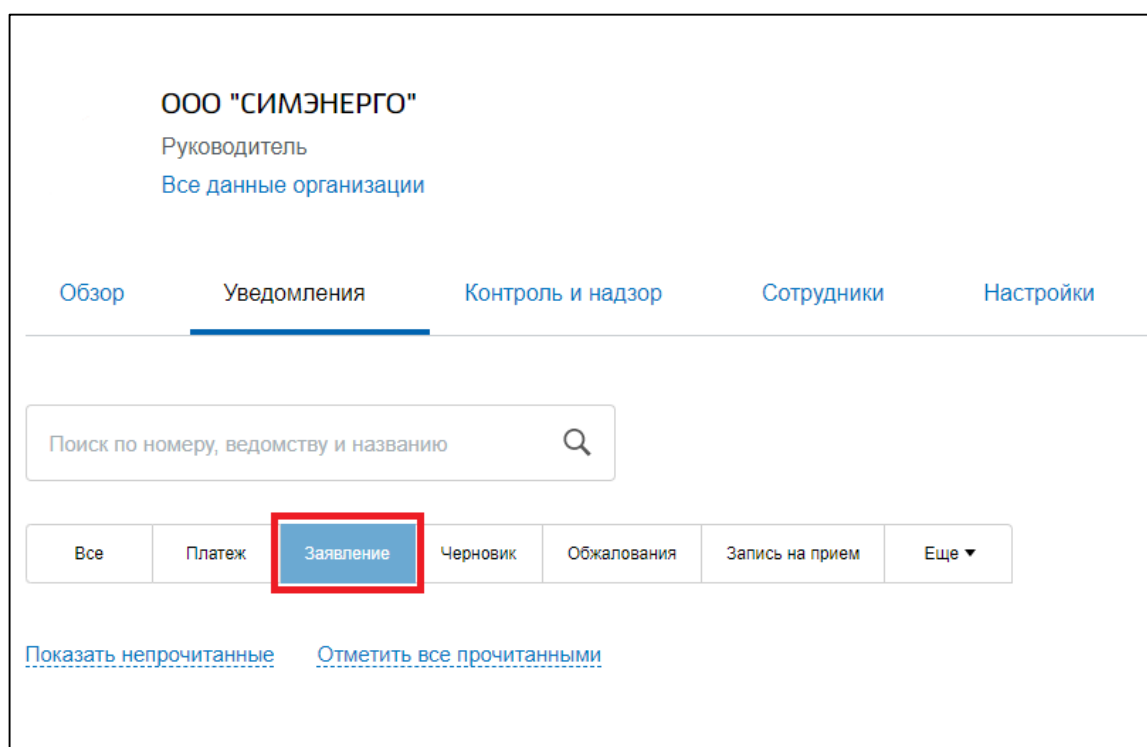 ООО "СИМЭНЕРГО"
Руководитель
Все данные организации
Обзор Уведомления Контроль и надзор Сотрудники Настройки
Поиск по номеру, ведомству и названию
Все Платеж Заявление Черновик Обжалования Запись на прием Еще ▼
Показать непрочитанные Отметить все прочитанными